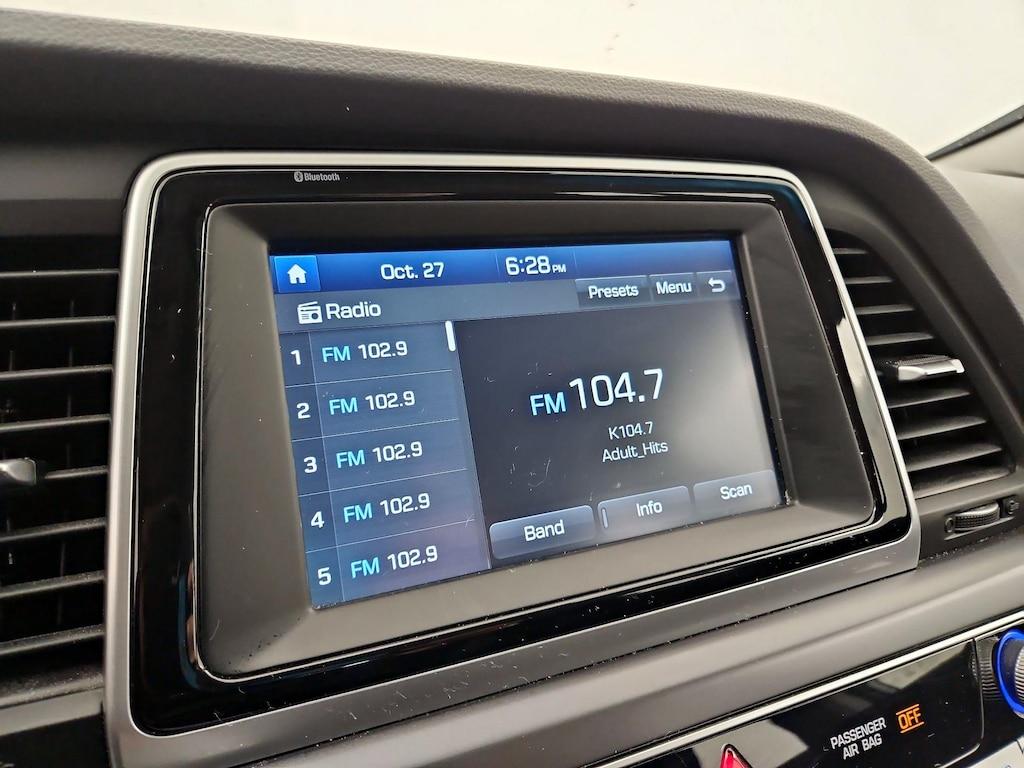 Bluetooth
Oct. 27 6:28 PM
Radio Presets Menu
1 FM 102.9
2 FM 102.9
3 FM 102.9
4 FM 102.9
5 FM 102.9
FM 104.7
K104.7
Adult_Hits
Band Info Scan
PASSENGER
AIR BAG OFF